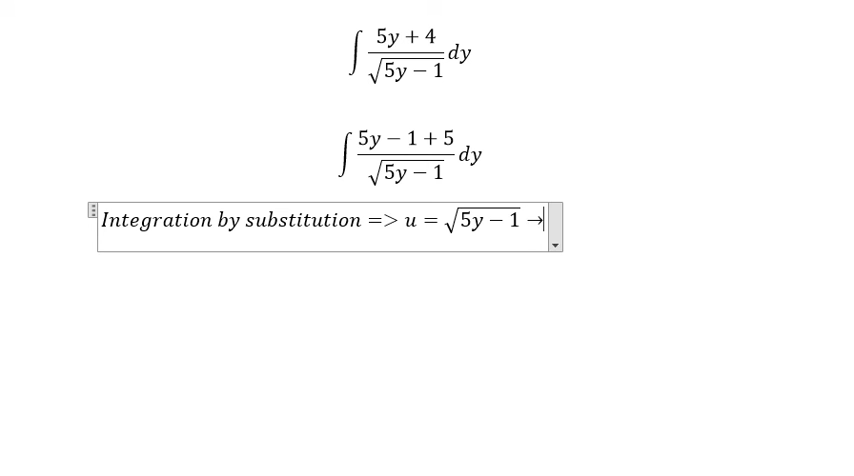 ∫ (5y + 4)/√(5y − 1) dy
∫ (5y − 1 + 5)/√(5y − 1) dy
Integration by substitution => u = √(5y − 1) →